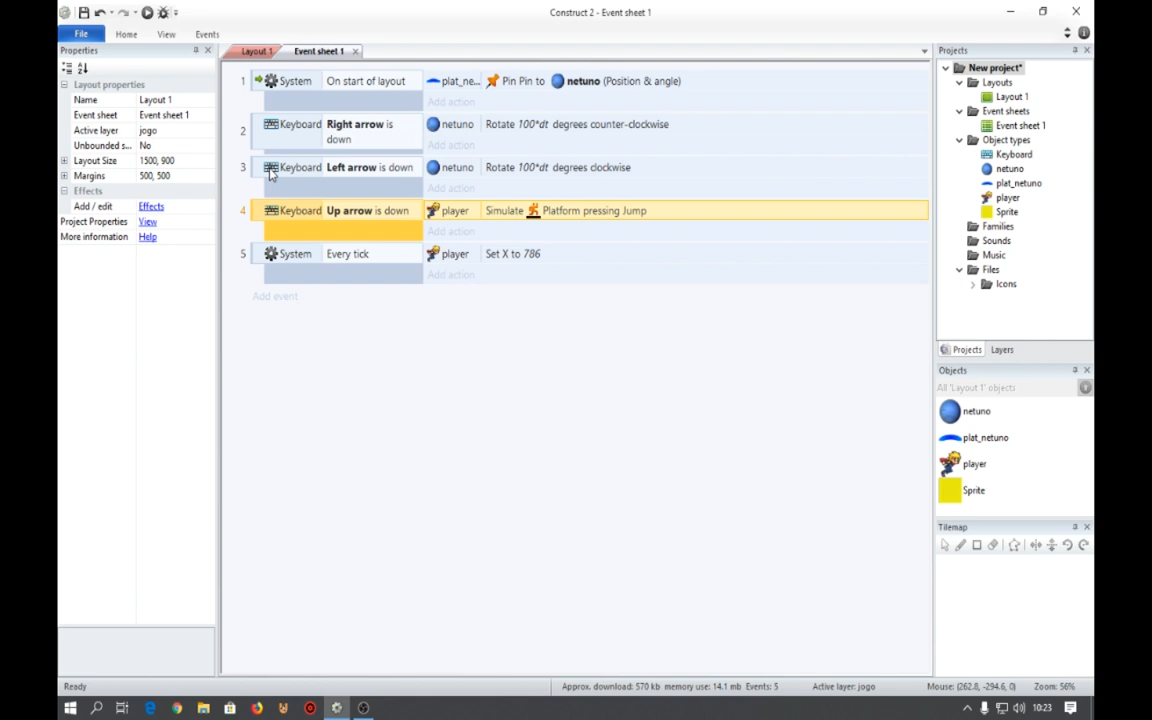 Construct 2 - Event sheet 1
File Home View Events
Properties
Layout properties
Name Layout 1
Event sheet Event sheet 1
Active layer jogo
Unbounded s... No
Layout Size 1500, 900
Margins 500, 500
Effects
Add / edit Effects
Project Properties View
More information Help
Layout 1 Event sheet 1
1 System On start of layout plat_ne... Pin Pin to netuno (Position & angle)
Add action
2 Keyboard Right arrow is down netuno Rotate 100*dt degrees counter-clockwise
3 Keyboard Left arrow is down netuno Rotate 100*dt degrees clockwise
Add action
4 Keyboard Up arrow is down player Simulate Platform pressing Jump
Add action
5 System Every tick player Set X to 786
Add action
Add event
Projects
New project*
Layouts
Layout 1
Event sheets
Event sheet 1
Object types
Keyboard
netuno
plat_netuno
player
Sprite
Families
Sounds
Music
Files
Icons
Projects Layers
Objects
All 'Layout 1' objects
netuno
plat_netuno
player
Sprite
Tilemap
Ready Approx. download: 570 kb memory use: 14.1 mb Events: 5 Active layer: jogo Mouse: (262.8, -294.6, 0) Zoom: 56%
10:23